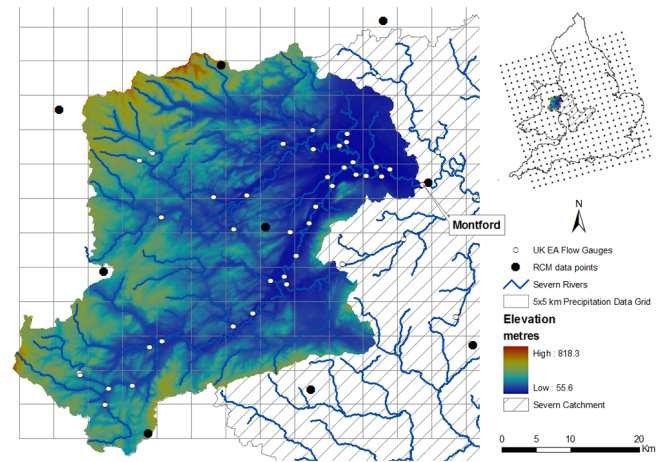 Montford
N
UK EA Flow Gauges
RCM data points
Severn Rivers
5x5 km Precipitation Data Grid
Elevation
metres
High : 818.3
Low : 55.6
Severn Catchment
0 5 10 20
Km